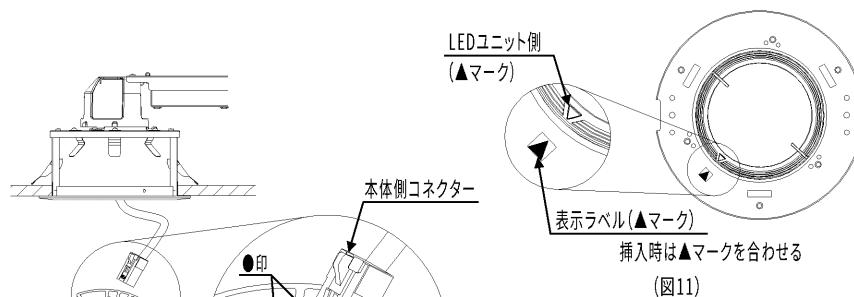 LEDユニット側
(▲マーク)
本体側コネクター
●印
表示ラベル(▲マーク)
挿入時は▲マークを合わせる
(図11)